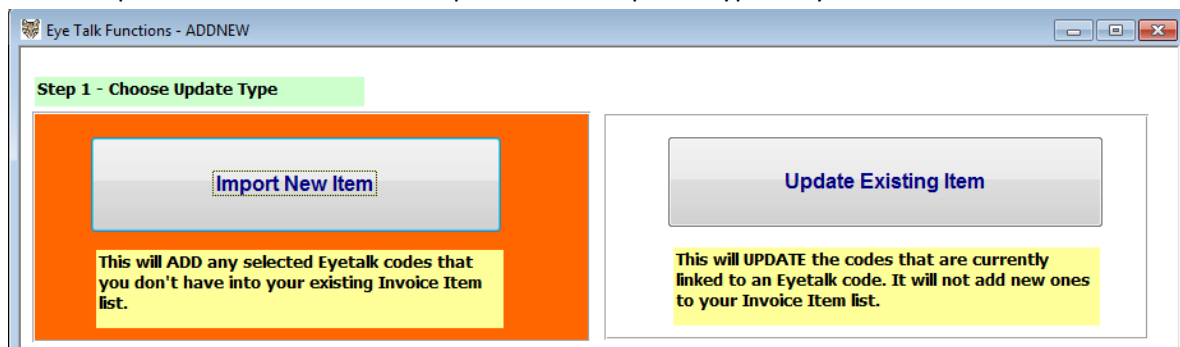 Eye Talk Functions - ADDNEW
Step 1 - Choose Update Type
Import New Item
This will ADD any selected Eyetalk codes that
you don't have into your existing Invoice Item
list.
Update Existing Item
This will UPDATE the codes that are currently
linked to an Eyetalk code. It will not add new ones
to your Invoice Item list.